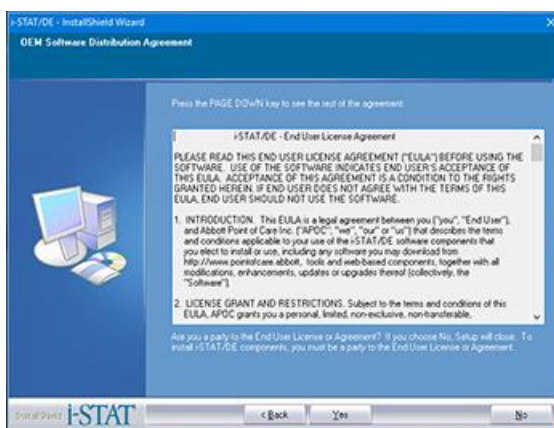 i-STAT/DE - InstallShield Wizard
OEM Software Distribution Agreement
Press the PAGE DOWN key to see the rest of the agreement.
i-STAT/DE - End User License Agreement
PLEASE READ THIS END USER LICENSE AGREEMENT ("EULA") BEFORE USING THE
SOFTWARE. USE OF THE SOFTWARE INDICATES END USER'S ACCEPTANCE OF
THIS EULA. ACCEPTANCE OF THIS AGREEMENT IS A CONDITION TO THE RIGHTS
GRANTED HEREIN. IF END USER DOES NOT AGREE WITH THE TERMS OF THIS
EULA, END USER SHOULD NOT USE THE SOFTWARE.
1. INTRODUCTION. This EULA is a legal agreement between you ("you", "End User"),
and Abbott Point of Care Inc. ("APOC", "we", "our" or "us") that describes the terms
and conditions applicable to your use of the i-STAT/DE software components that
you elect to install or use, including any software you may download from
http://www.pointofcare.abbott, tools and web-based components, together with all
modifications, enhancements, updates or upgrades thereof (collectively, the
"Software").
2. LICENSE GRANT AND RESTRICTIONS. Subject to the terms and conditions of this
EULA, APOC grants you a personal, limited, non-exclusive, non-transferable,
Are you a party to the End User License or Agreement? If you choose No, Setup will close. To
install i-STAT/DE components, you must be a party to the End User License or Agreement.
InstallShield i-STAT
< Back
Yes
No